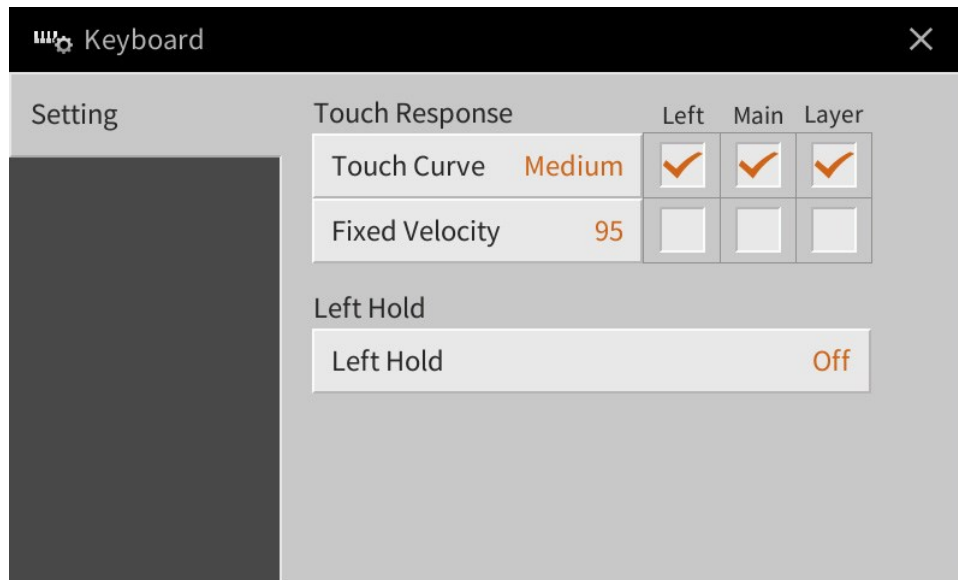 Keyboard
Setting
Touch Response Left Main Layer
Touch Curve Medium
Fixed Velocity 95
Left Hold
Left Hold Off